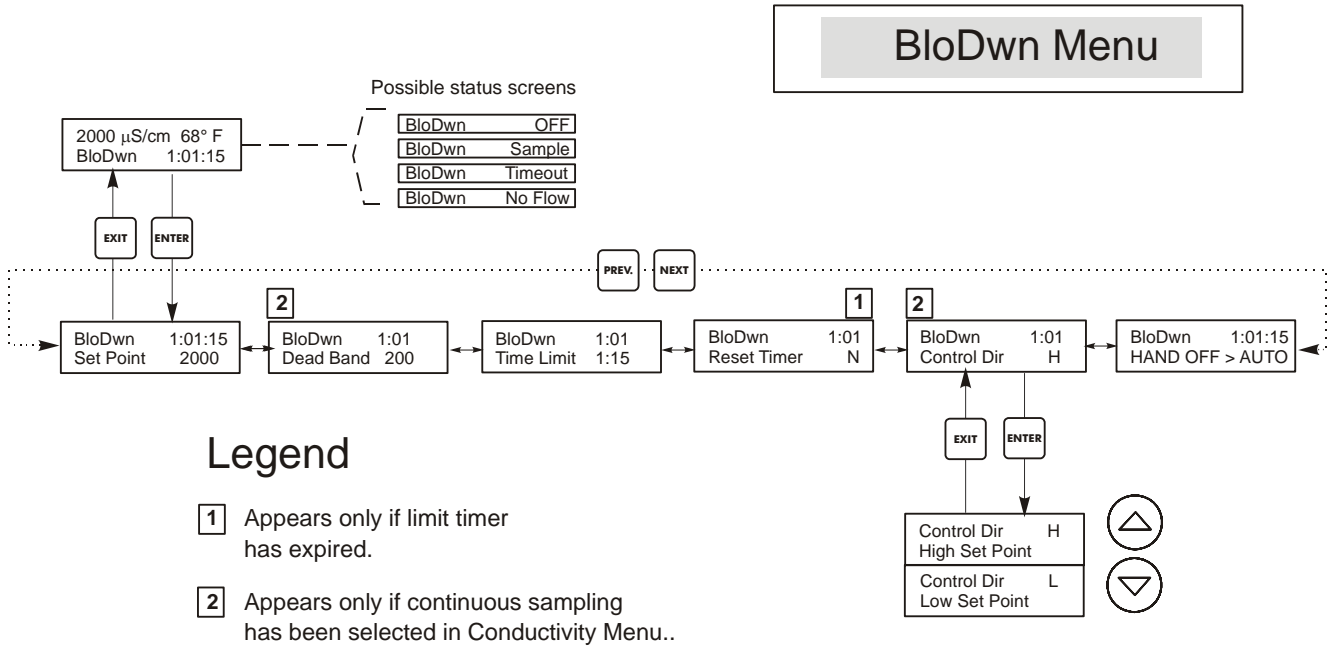 BloDwn Menu
Possible status screens
2000 μS/cm 68° F
BloDwn 1:01:15
BloDwn OFF
BloDwn Sample
BloDwn Timeout
BloDwn No Flow
EXIT
ENTER
PREV.
NEXT
2
1
2
BloDwn 1:01:15
Set Point 2000
BloDwn 1:01
Dead Band 200
BloDwn 1:01
Time Limit 1:15
BloDwn 1:01
Reset Timer N
BloDwn 1:01
Control Dir H
BloDwn 1:01:15
HAND OFF > AUTO
EXIT
ENTER
Control Dir H
High Set Point
Control Dir L
Low Set Point
Legend
1 Appears only if limit timer
has expired.
2 Appears only if continuous sampling
has been selected in Conductivity Menu..